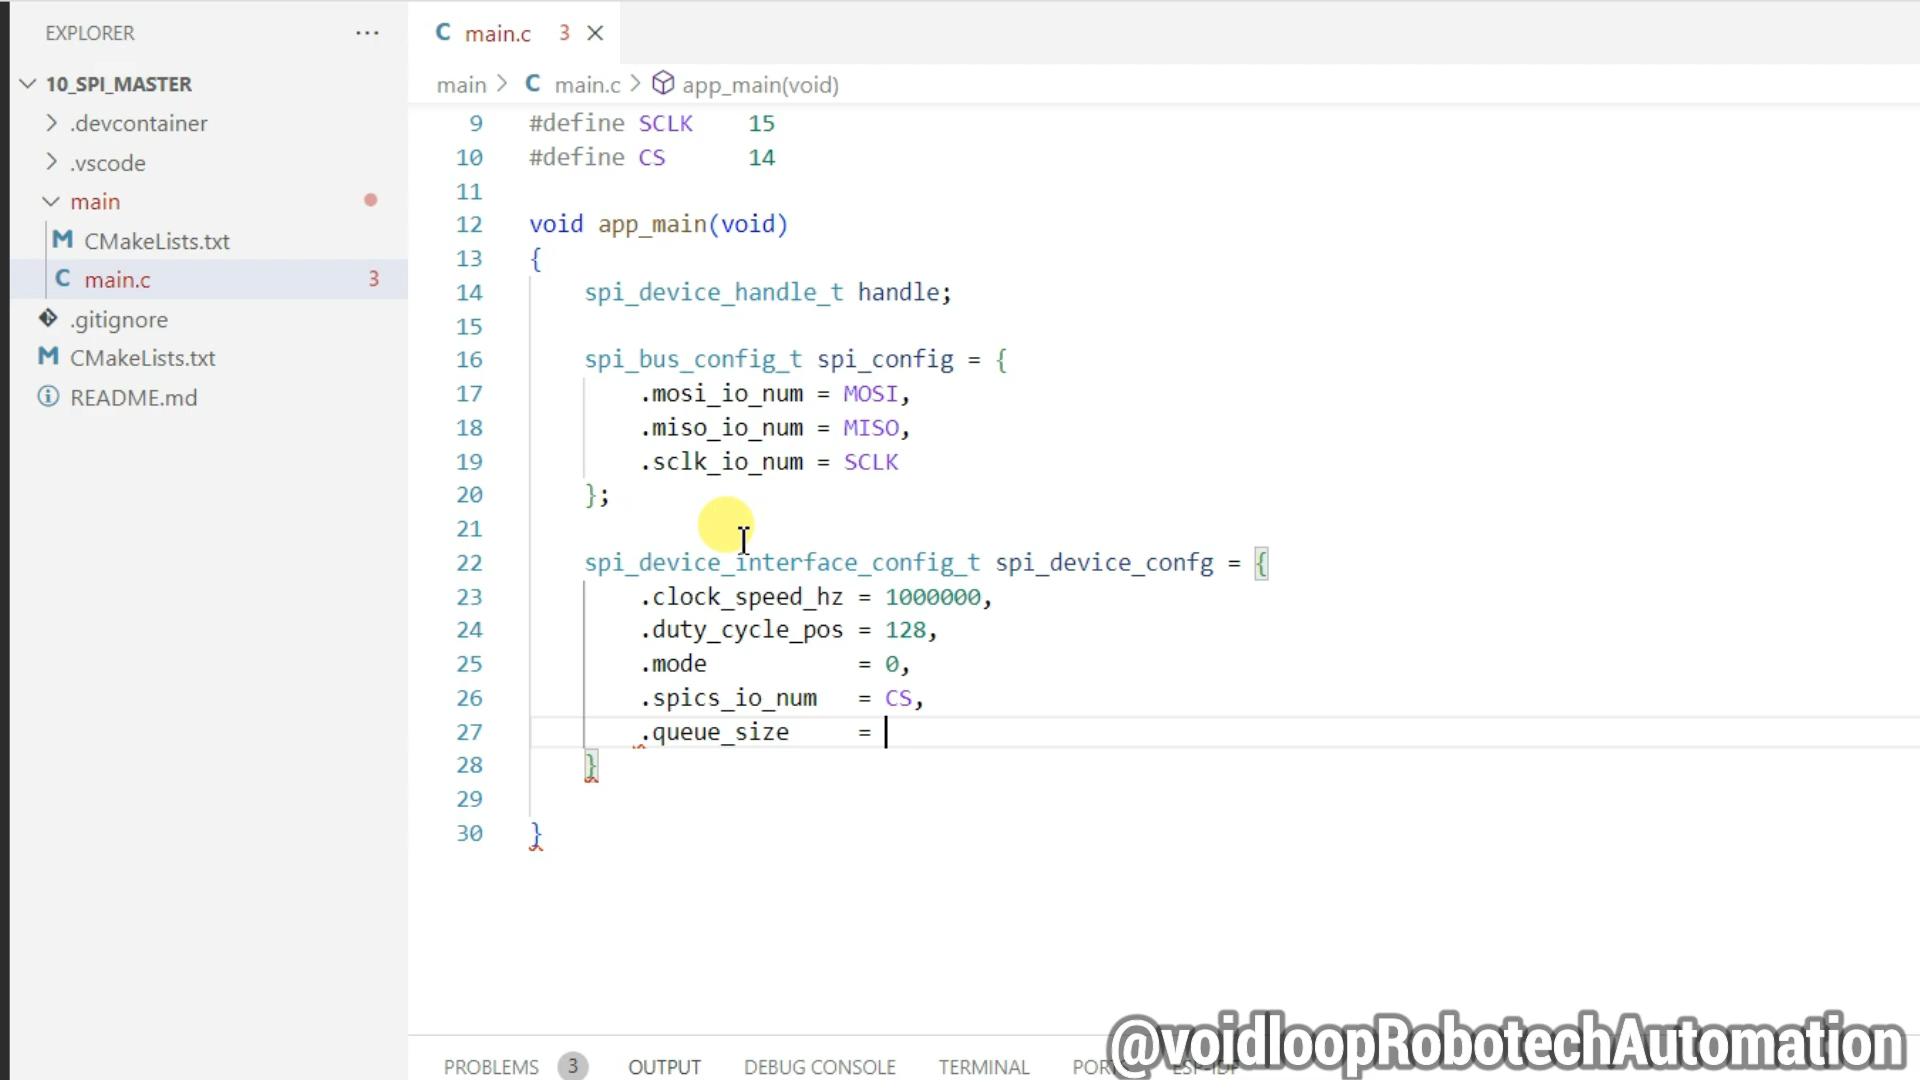 EXPLORER ...
10_SPI_MASTER
.devcontainer
.vscode
main
M CMakeLists.txt
C main.c 3
.gitignore
M CMakeLists.txt
README.md
C main.c 3
main > C main.c > app_main(void)
9 #define SCLK 15
10 #define CS 14
11
12 void app_main(void)
13 {
14 spi_device_handle_t handle;
15
16 spi_bus_config_t spi_config = {
17 .mosi_io_num = MOSI,
18 .miso_io_num = MISO,
19 .sclk_io_num = SCLK
20 };
21
22 spi_device_interface_config_t spi_device_confg = {
23 .clock_speed_hz = 1000000,
24 .duty_cycle_pos = 128,
25 .mode = 0,
26 .spics_io_num = CS,
27 .queue_size =
28 }
29
30 }
PROBLEMS 3 OUTPUT DEBUG CONSOLE TERMINAL
@voidloopRobotechAutomation